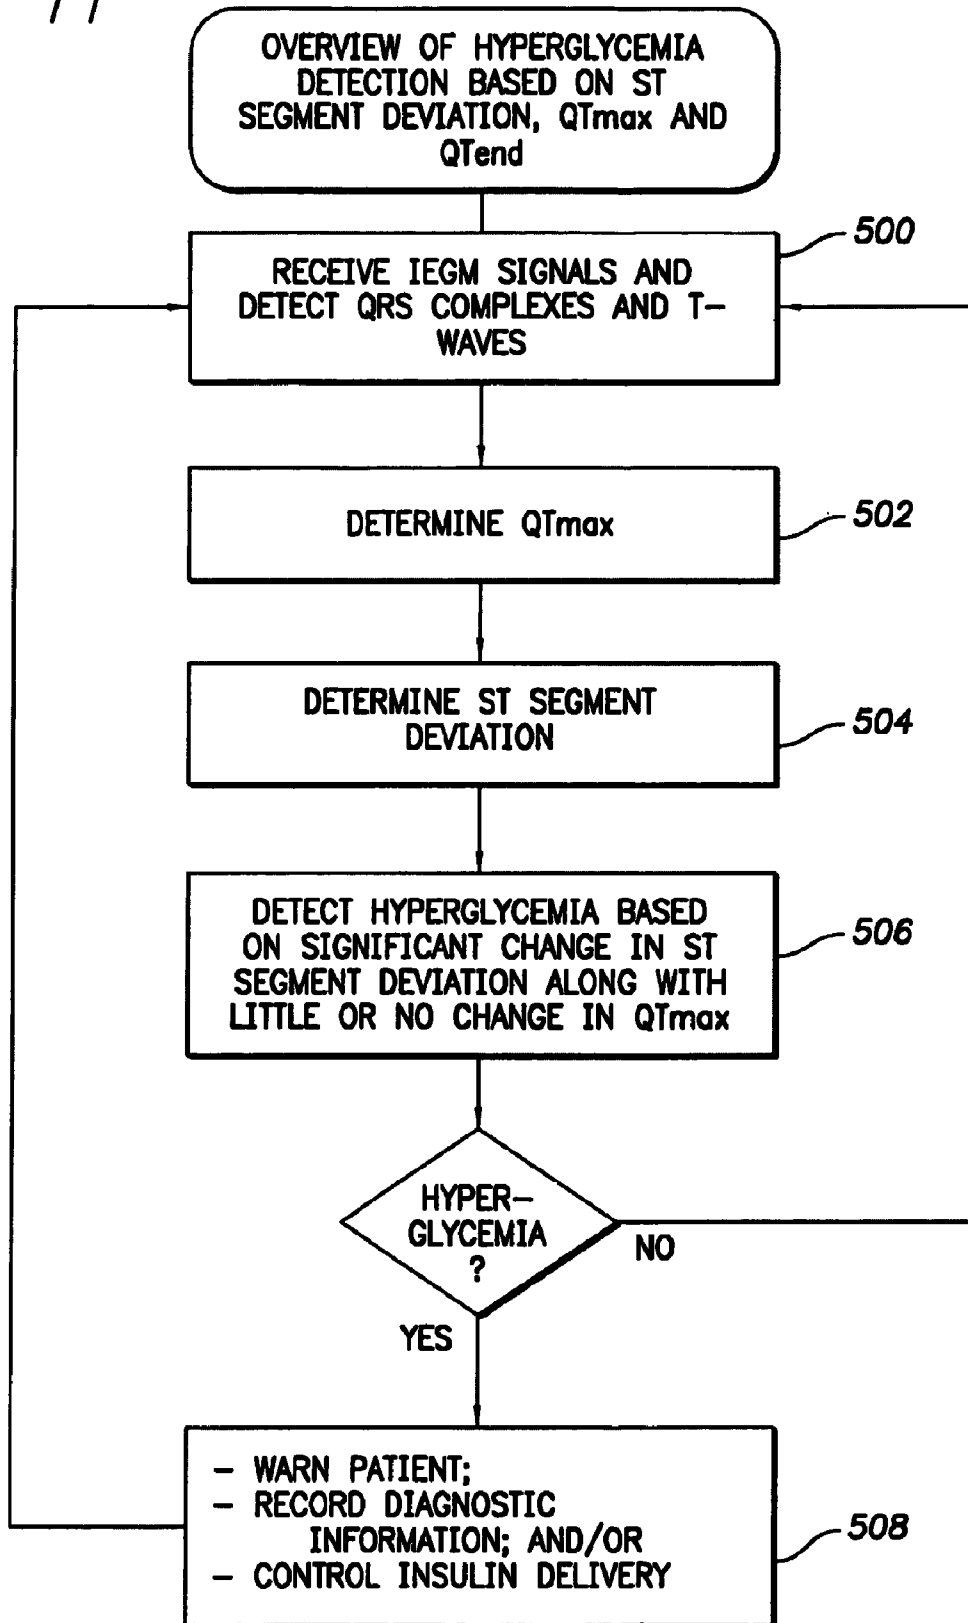 OVERVIEW OF HYPERGLYCEMIA
DETECTION BASED ON ST
SEGMENT DEVIATION, QTmax AND
QTend
500
RECEIVE IEGM SIGNALS AND
DETECT QRS COMPLEXES AND T-
WAVES
DETERMINE QTmax
502
DETERMINE ST SEGMENT
DEVIATION
504
DETECT HYPERGLYCEMIA BASED
ON SIGNIFICANT CHANGE IN ST
SEGMENT DEVIATION ALONG WITH
LITTLE OR NO CHANGE IN QTmax
506
HYPER-
GLYCEMIA
?
NO
YES
- WARN PATIENT;
- RECORD DIAGNOSTIC
INFORMATION; AND/OR
- CONTROL INSULIN DELIVERY
508